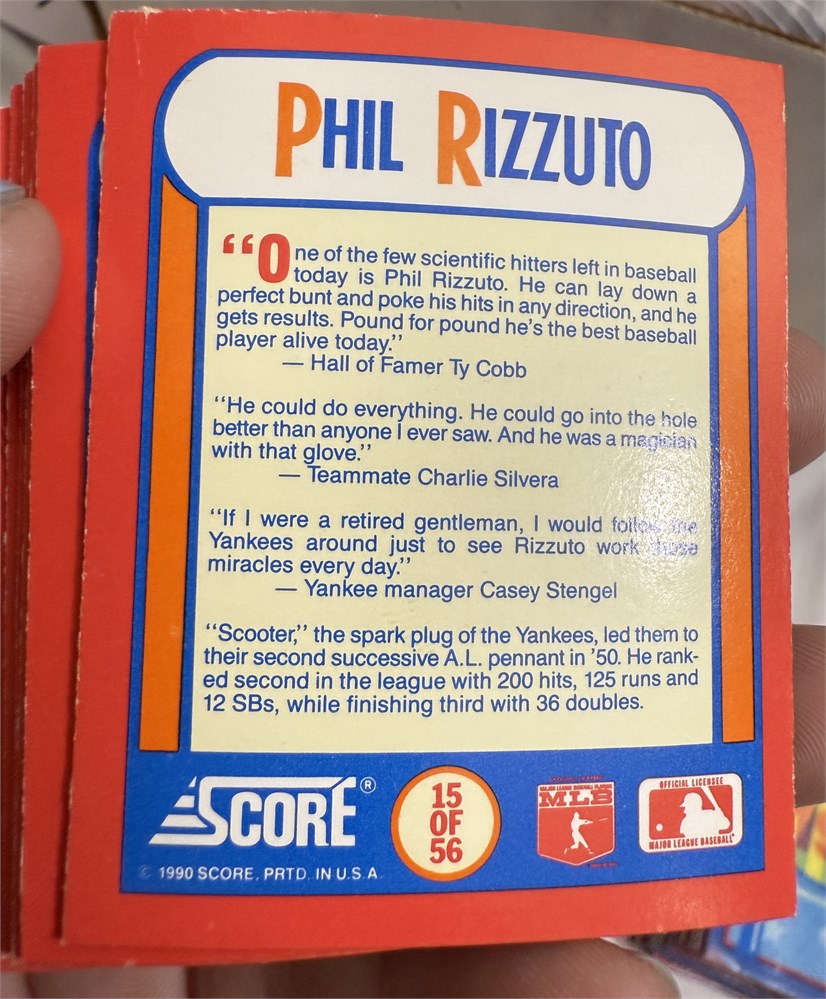 PHIL RIZZUTO
“One of the few scientific hitters left in baseball
today is Phil Rizzuto. He can lay down a
perfect bunt and poke his hits in any direction, and he
gets results. Pound for pound he's the best baseball
player alive today.”
— Hall of Famer Ty Cobb
“He could do everything. He could go into the hole
better than anyone I ever saw. And he was a magician
with that glove.”
— Teammate Charlie Silvera
“If I were a retired gentleman, I would follow the
Yankees around just to see Rizzuto work those
miracles every day.”
— Yankee manager Casey Stengel
“Scooter,” the spark plug of the Yankees, led them to
their second successive A.L. pennant in '50. He rank-
ed second in the league with 200 hits, 125 runs and
12 SBs, while finishing third with 36 doubles.
SCORE®
15
OF
56
MAJOR LEAGUE BASEBALL PLAYERS
MLB
OFFICIAL LICENSEE
MAJOR LEAGUE BASEBALL
© 1990 SCORE. PRTD. IN U.S.A.